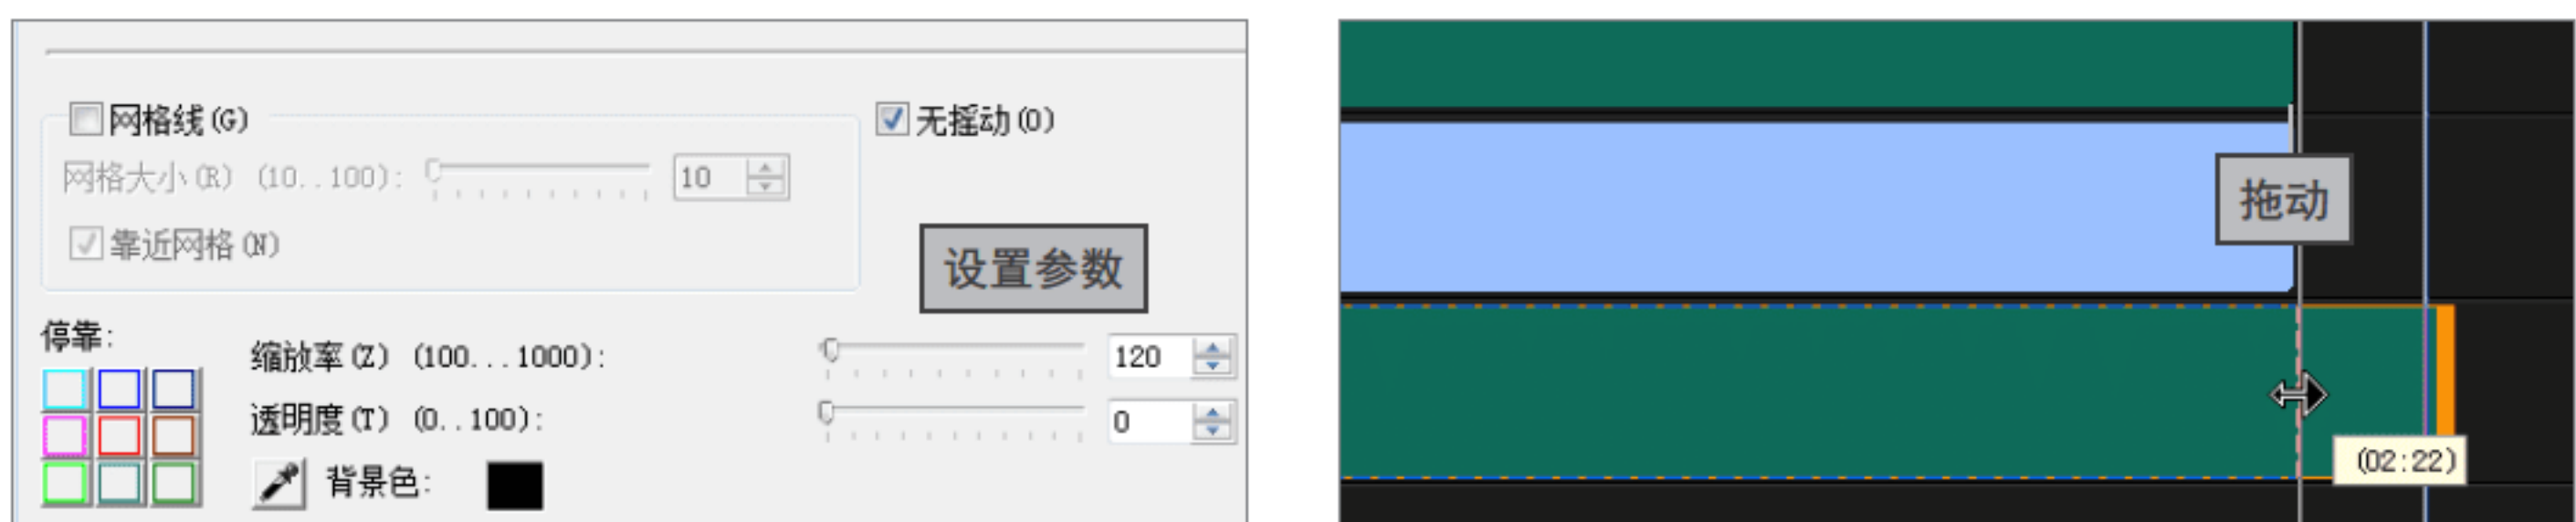 网格线(G)
无摇动(O)
网格大小(R) (10..100):
10
靠近网格(N)
设置参数
停靠:
缩放率(Z) (100...1000):
120
透明度(T) (0..100):
0
背景色:
拖动
(02:22)